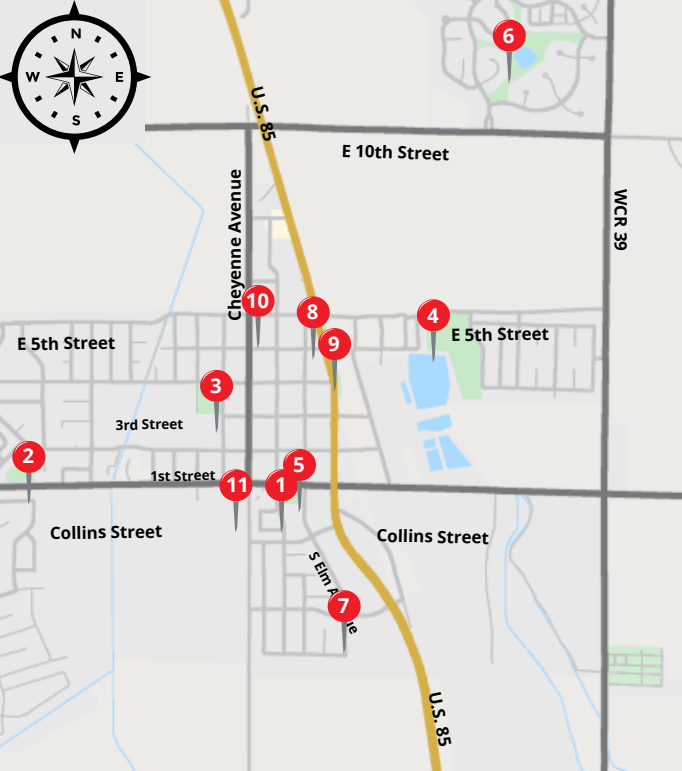 N
W
E
S
6
U.S. 85
E 10th Street
Cheyenne Avenue
WCR 39
10
8
4
E 5th Street
E 5th Street
9
3
3rd Street
2
5
1st Street
11
1
Collins Street
Collins Street
S Elm A
ue
7
U.S. 85